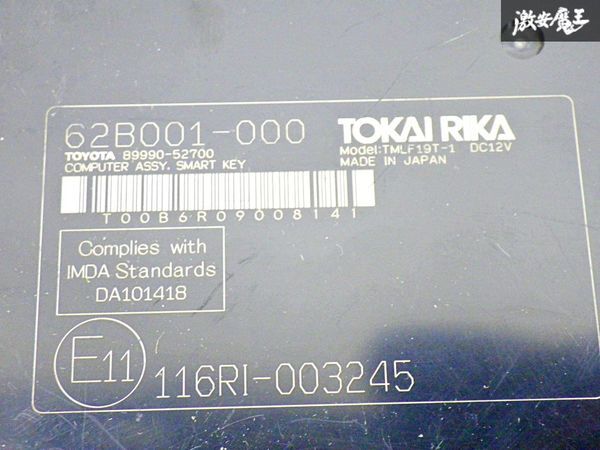 激安魔王
62B001-000
TOKAI RIKA
TOYOTA 89990-52700
Model:TMLF19T-1 DC12V
COMPUTER ASSY. SMART KEY
MADE IN JAPAN
T00B6R09008141
Complies with
IMDA Standards
DA101418
E11
116RI-003245